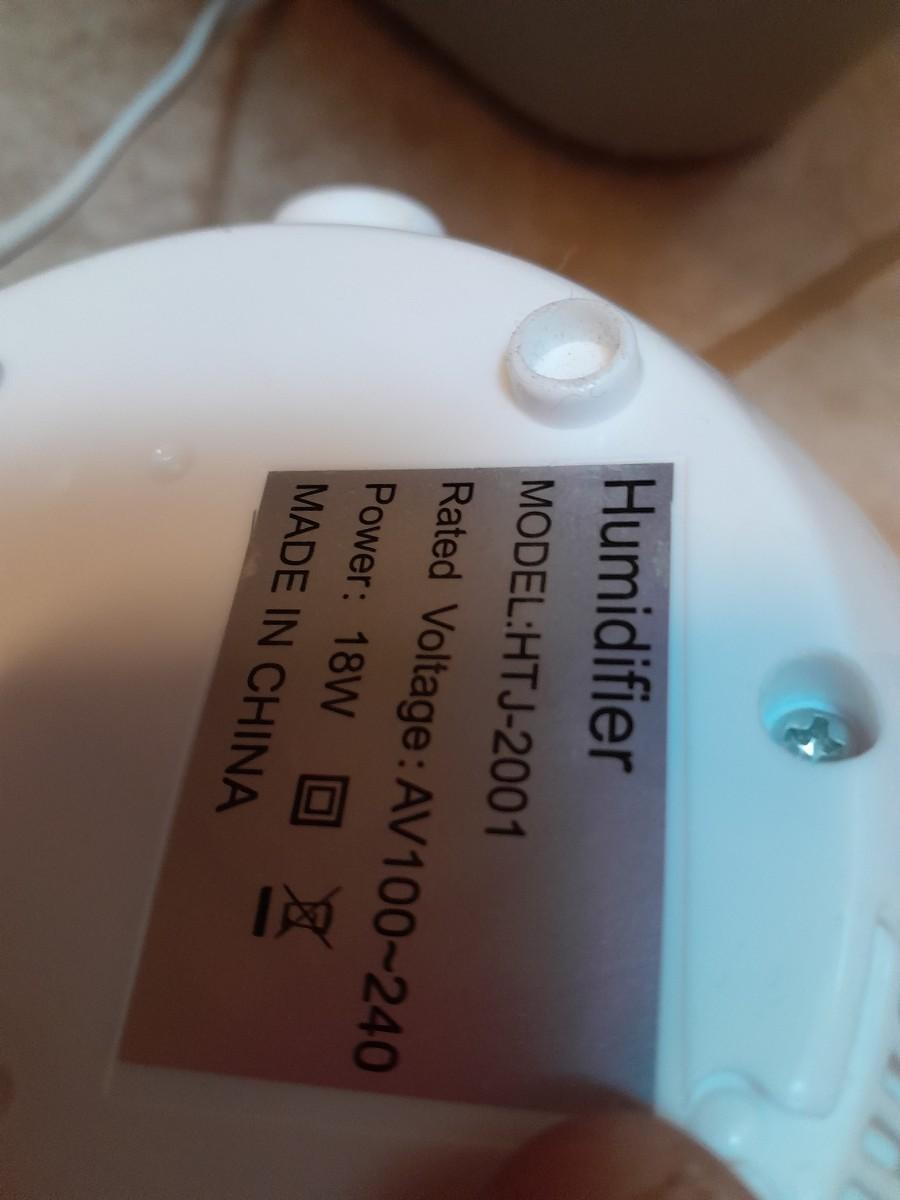 Humidifier
MODEL:HTJ-2001
Rated Voltage: AV100~240
Power: 18W
MADE IN CHINA